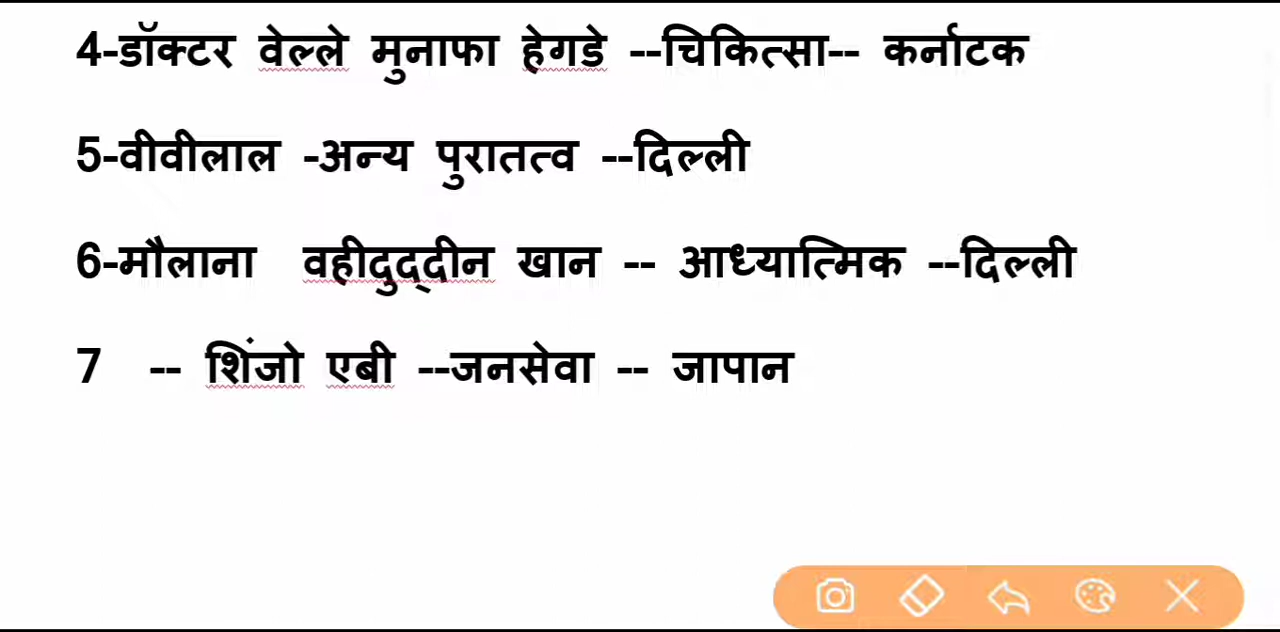 4-डॉक्टर वेल्ले मुनाफा हेगडे --चिकित्सा-- कर्नाटक
5-वीवीलाल -अन्य पुरातत्व --दिल्ली
6-मौलाना वहीदुद्दीन खान -- आध्यात्मिक --दिल्ली
7 -- शिंजो एबी --जनसेवा -- जापान